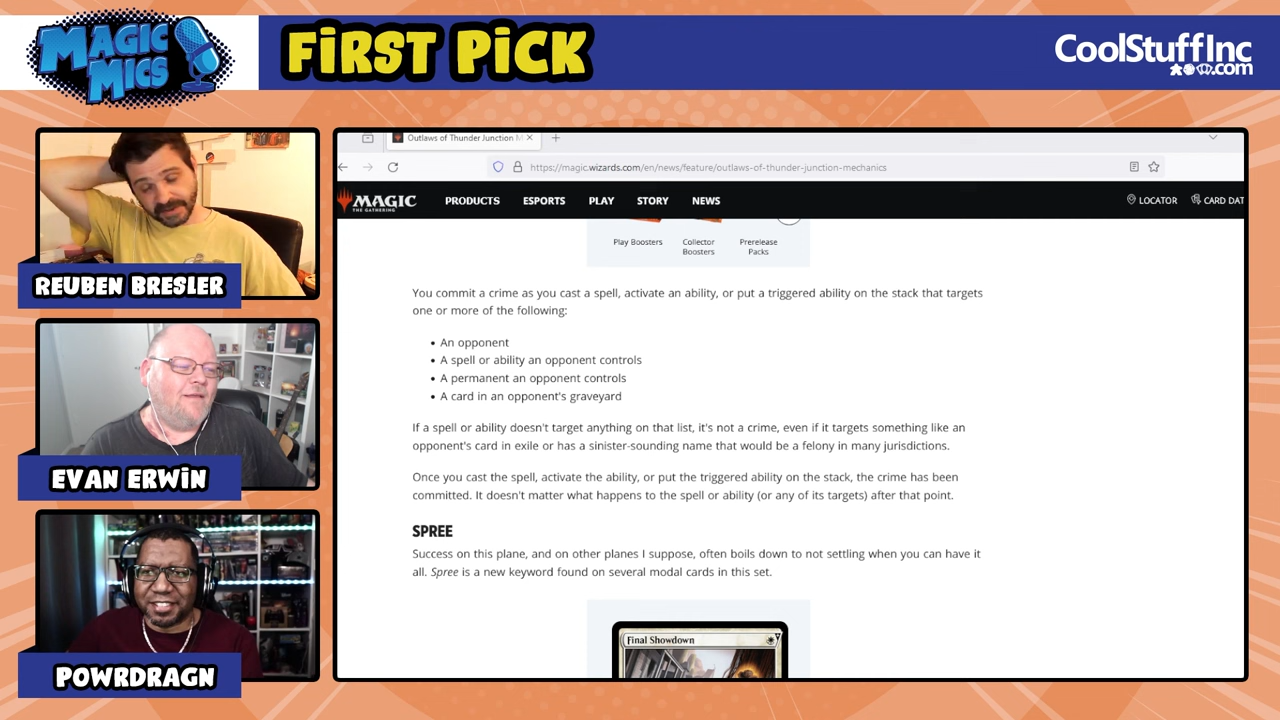 MAGIC
MICS
FIRST PICK
CoolStuffInc
.com
REUBEN BRESLER
EVAN ERWIN
POWRDRAGN
Outlaws of Thunder Junction M
https://magic.wizards.com/en/news/feature/outlaws-of-thunder-junction-mechanics
MAGIC
THE GATHERING
PRODUCTS ESPORTS PLAY STORY NEWS
LOCATOR CARD DAT
Play Boosters
Collector
Boosters
Prerelease
Packs
You commit a crime as you cast a spell, activate an ability, or put a triggered ability on the stack that targets
one or more of the following:
• An opponent
• A spell or ability an opponent controls
• A permanent an opponent controls
• A card in an opponent's graveyard
If a spell or ability doesn't target anything on that list, it's not a crime, even if it targets something like an
opponent's card in exile or has a sinister-sounding name that would be a felony in many jurisdictions.
Once you cast the spell, activate the ability, or put the triggered ability on the stack, the crime has been
committed. It doesn't matter what happens to the spell or ability (or any of its targets) after that point.
SPREE
Success on this plane, and on other planes I suppose, often boils down to not settling when you can have it
all. Spree is a new keyword found on several modal cards in this set.
Final Showdown